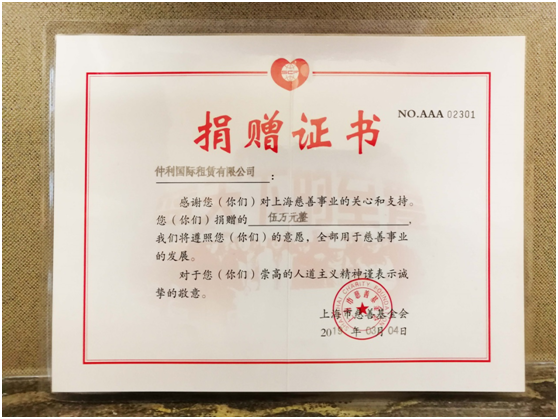 捐赠证书
NO.AAA 02301
仲利国际租赁有限公司：
感谢您（你们）对上海慈善事业的关心和支持。
您（你们）捐赠的 伍万元整 ，
我们将遵照您（你们）的意愿，全部用于慈善事业
的发展。
对于您（你们）崇高的人道主义精神谨表示诚
挚的敬意。
上海市慈善基金会
2019年03月04日